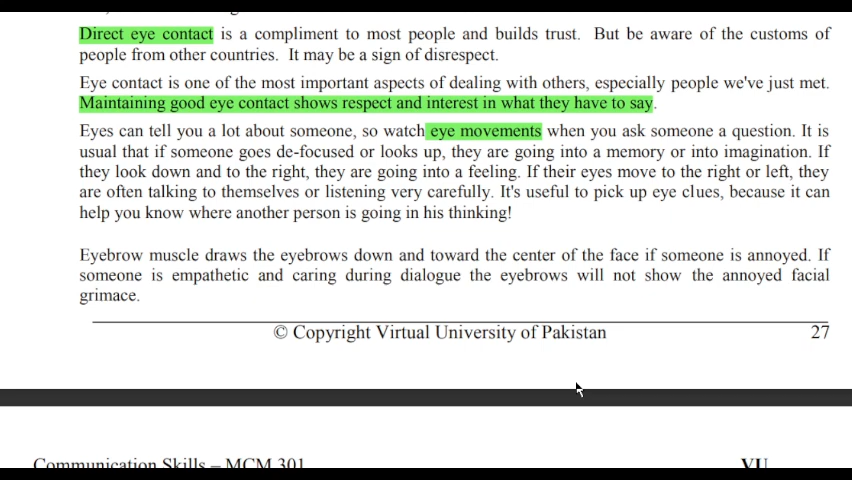 Direct eye contact is a compliment to most people and builds trust. But be aware of the customs of
people from other countries. It may be a sign of disrespect.
Eye contact is one of the most important aspects of dealing with others, especially people we've just met.
Maintaining good eye contact shows respect and interest in what they have to say.
Eyes can tell you a lot about someone, so watch eye movements when you ask someone a question. It is
usual that if someone goes de-focused or looks up, they are going into a memory or into imagination. If
they look down and to the right, they are going into a feeling. If their eyes move to the right or left, they
are often talking to themselves or listening very carefully. It's useful to pick up eye clues, because it can
help you know where another person is going in his thinking!
Eyebrow muscle draws the eyebrows down and toward the center of the face if someone is annoyed. If
someone is empathetic and caring during dialogue the eyebrows will not show the annoyed facial
grimace.
© Copyright Virtual University of Pakistan 27
Communication Skills – MCM 301 VU